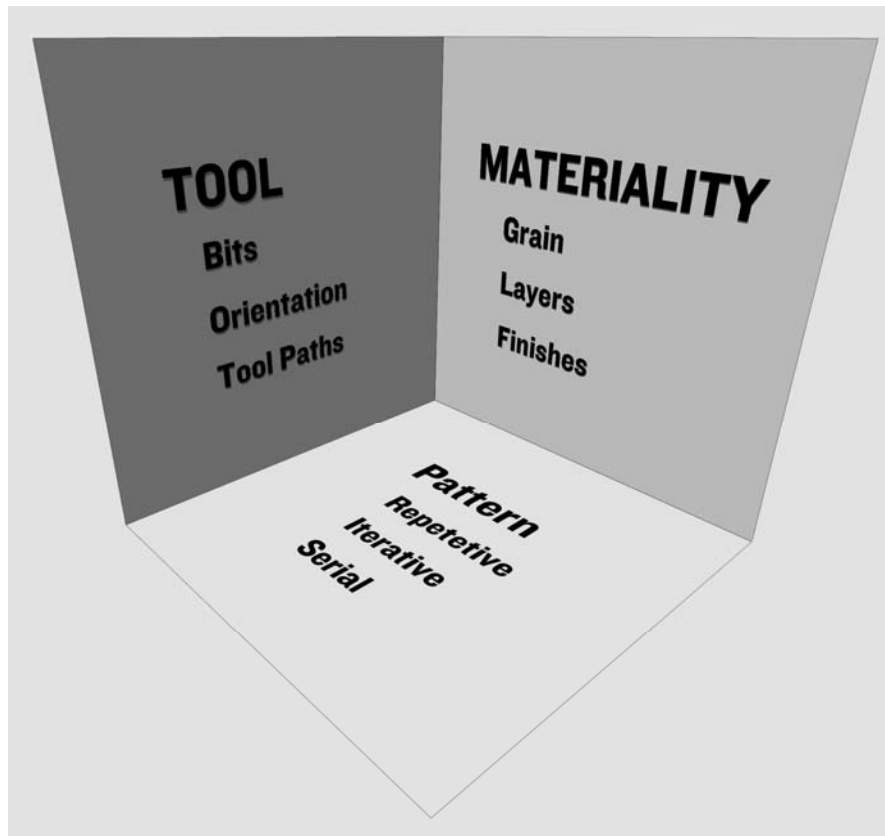 TOOL
Bits
Orientation
Tool Paths
MATERIALITY
Grain
Layers
Finishes
Pattern
Repetetive
Iterative
Serial